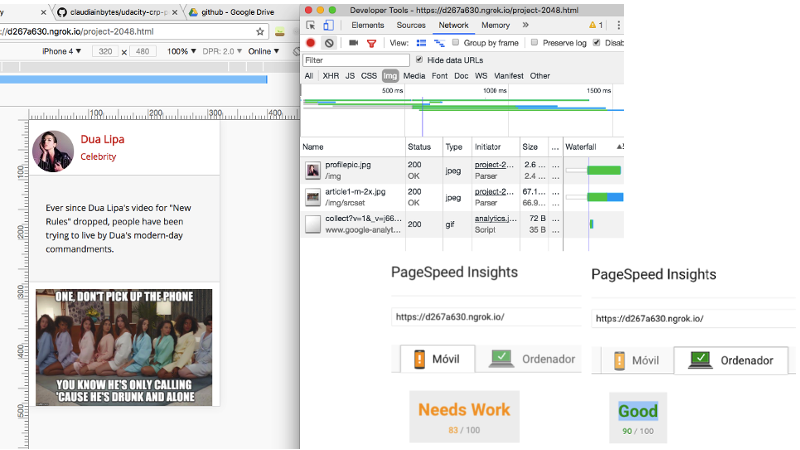 y
claudiainbytes/udacity-crp-p
github - Google Drive
//d267a630.ngrok.io/project-2048.html
iPhone 4 320 × 480 100% DPR: 2.0 Online
100 200 300 400
Dua Lipa
Celebrity
Ever since Dua Lipa's video for "New
Rules" dropped, people have been
trying to live by Dua's modern-day
commandments.
ONE, DON'T PICK UP THE PHONE
YOU KNOW HE'S ONLY CALLING
'CAUSE HE'S DRUNK AND ALONE
100
200
300
400
500
Developer Tools - https://d267a630.ngrok.io/project-2048.html
Elements Sources Network » 1
View: Group by frame Preserve log Disab
Filter Hide data URLs
All XHR JS CSS Img Media Font Doc WS Manifest Other
500 ms 1000 ms 1500 ms
Name Status Type Initiator Size ... Waterfall
profilepic.jpg 200 jpeg project-2... 2.6 ... ...
/img OK Parser 2.4 ...
article1-m-2x.jpg 200 jpeg project-2... 67.1... ...
/img/srcset OK Parser 66.9...
collect?v=1&_v=j66... 200 gif analytics.j... 72 B ...
www.google-analyt... Script 35 B
PageSpeed Insights
https://d267a630.ngrok.io/
Móvil Ordenador
Needs Work
83 / 100
PageSpeed Insights
https://d267a630.ngrok.io/
Móvil Ordenador
Good
90 / 100